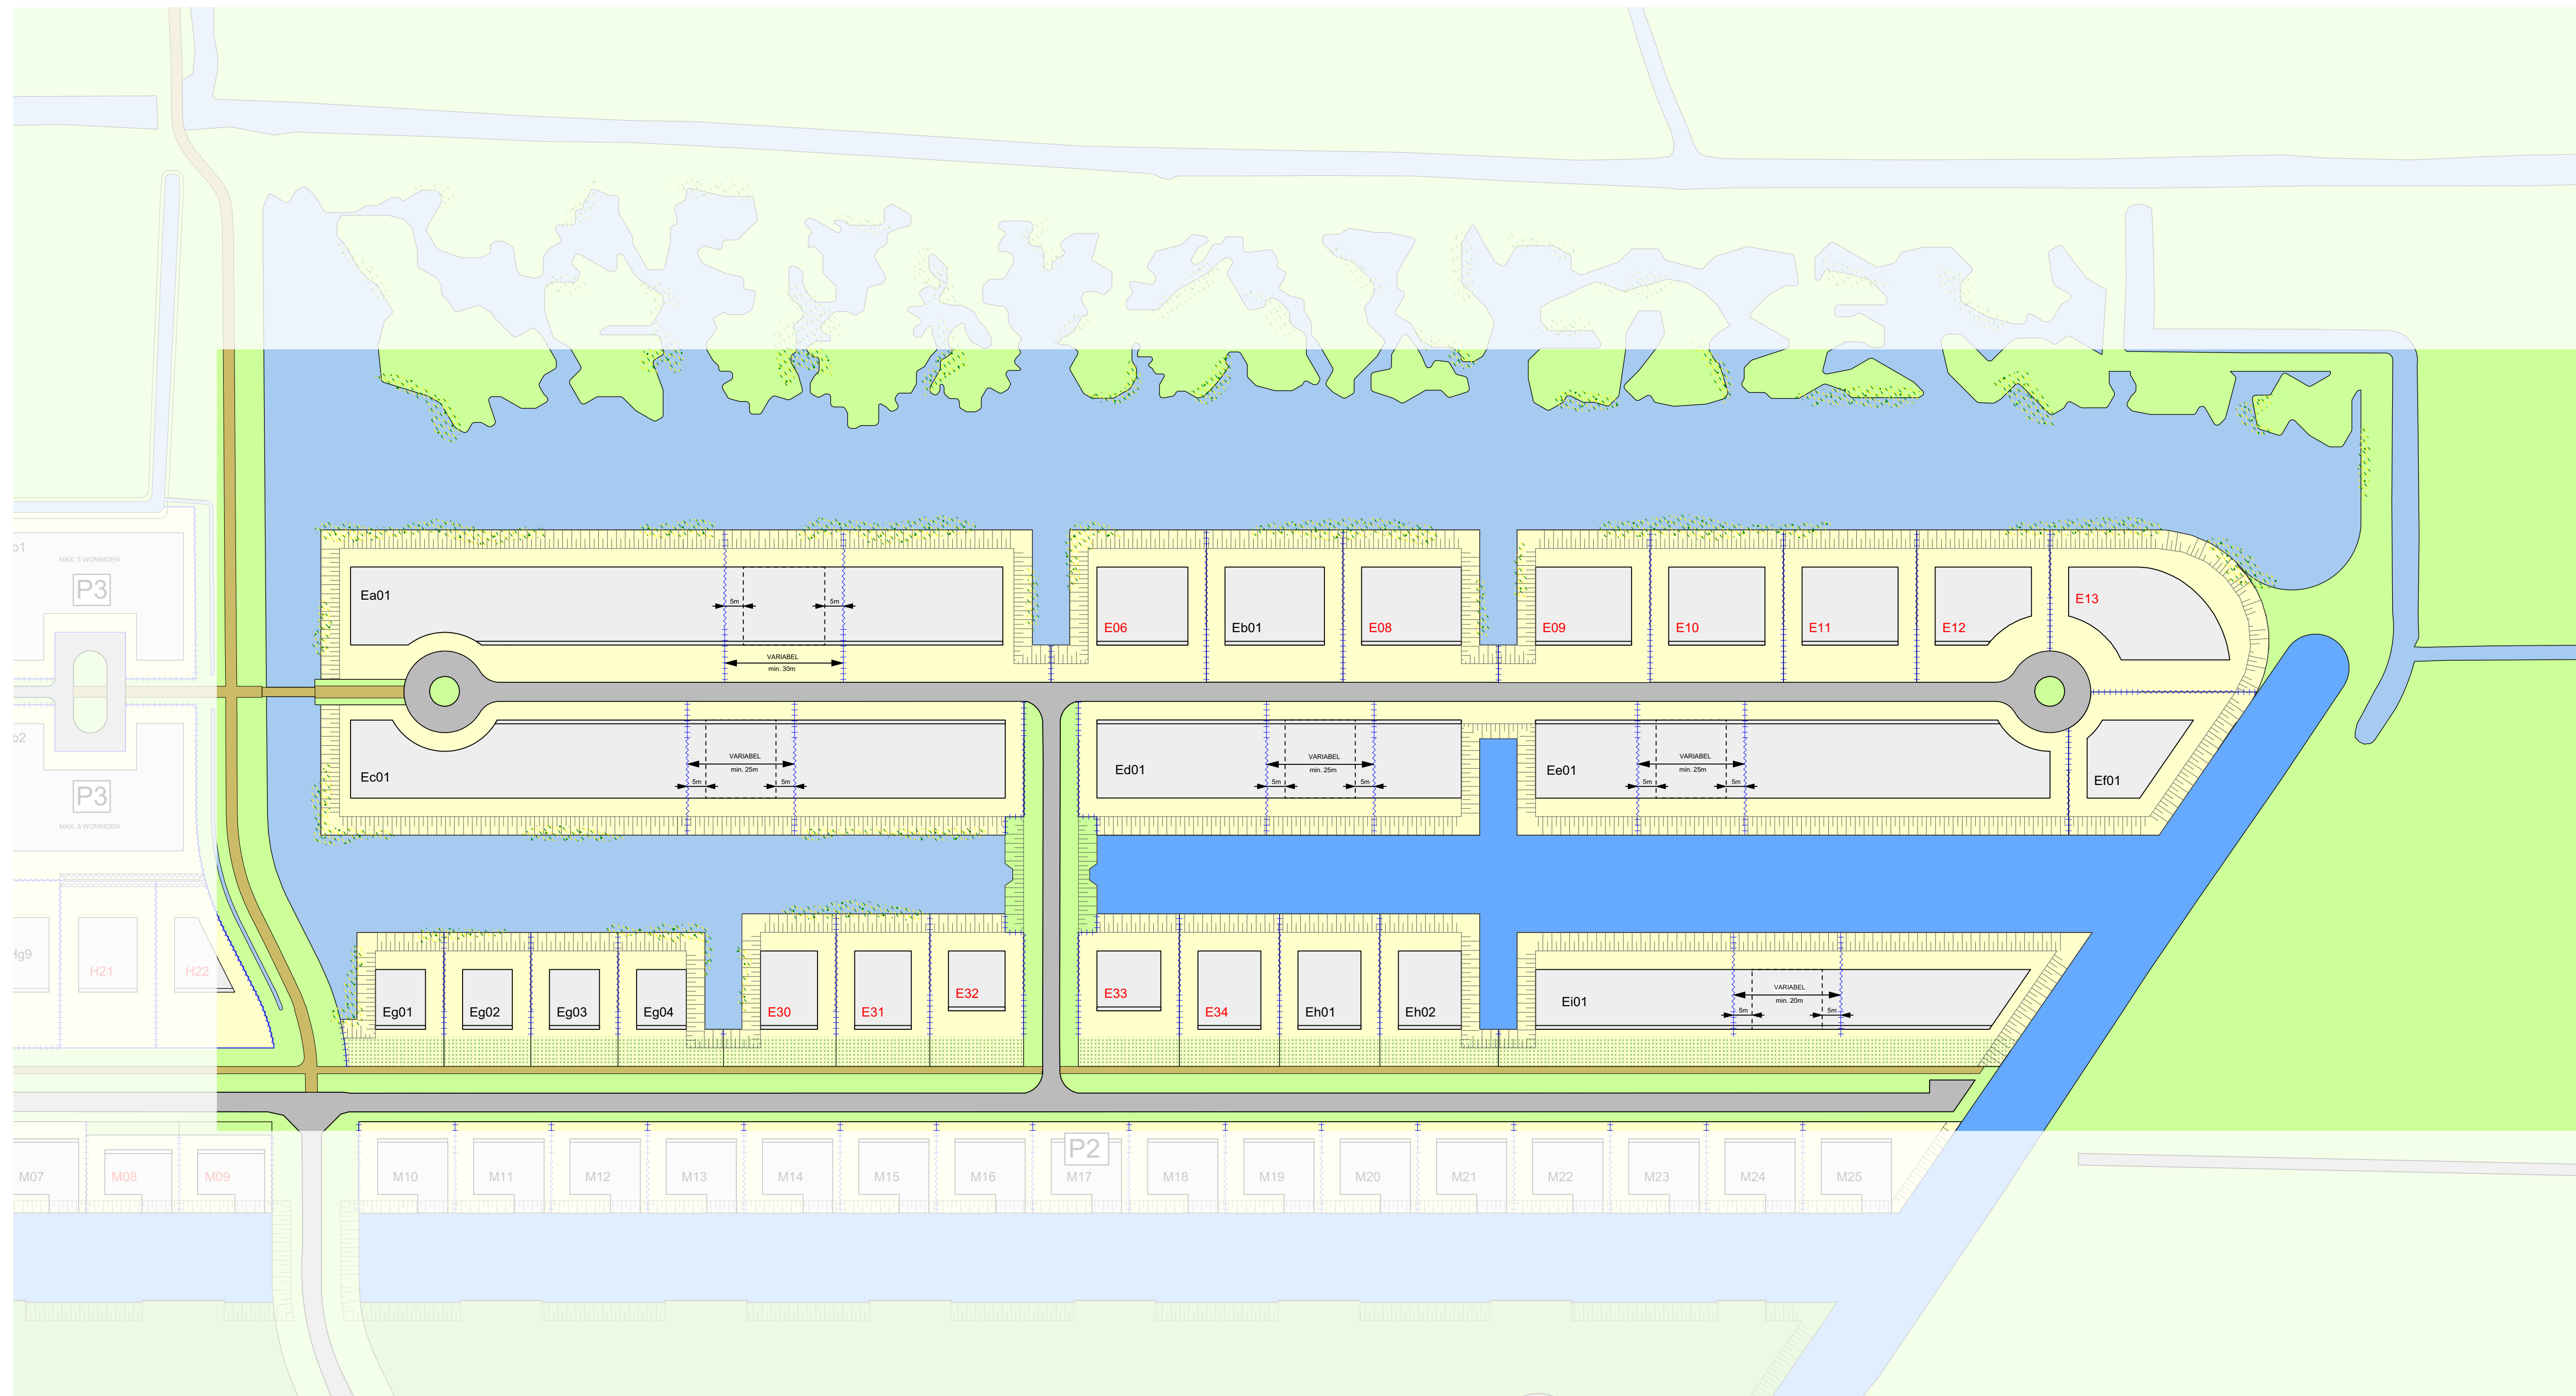 b1
MAX. 5 WONINGEN
P3
Ea01
5m
5m
VARIABEL
min. 30m
E06
Eb01
E08
E09
E10
E11
E12
E13
b2
P3
MAX. 5 WONINGEN
Ec01
VARIABEL
min. 25m
5m
5m
Ed01
VARIABEL
min. 25m
5m
5m
Ee01
VARIABEL
min. 25m
5m
5m
Ef01
Hg9
H21
H22
Eg01
Eg02
Eg03
Eg04
E30
E31
E32
E33
E34
Eh01
Eh02
Ei01
VARIABEL
min. 20m
5m
5m
P2
M07
M08
M09
M10
M11
M12
M13
M14
M15
M16
M17
M18
M19
M20
M21
M22
M23
M24
M25